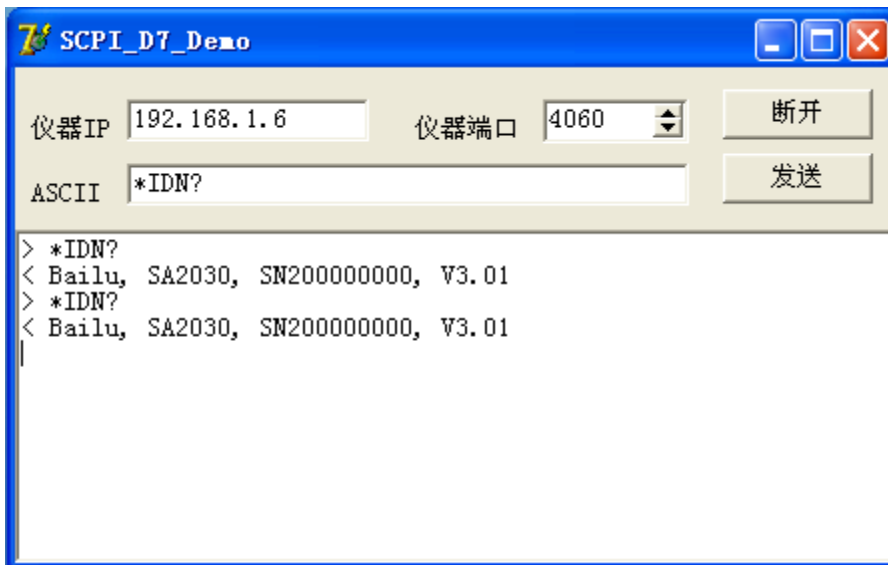 SCPI_D7_Demo
仪器IP 192.168.1.6 仪器端口 4060 断开
ASCII *IDN? 发送
> *IDN?
< Bailu, SA2030, SN200000000, V3.01
> *IDN?
< Bailu, SA2030, SN200000000, V3.01